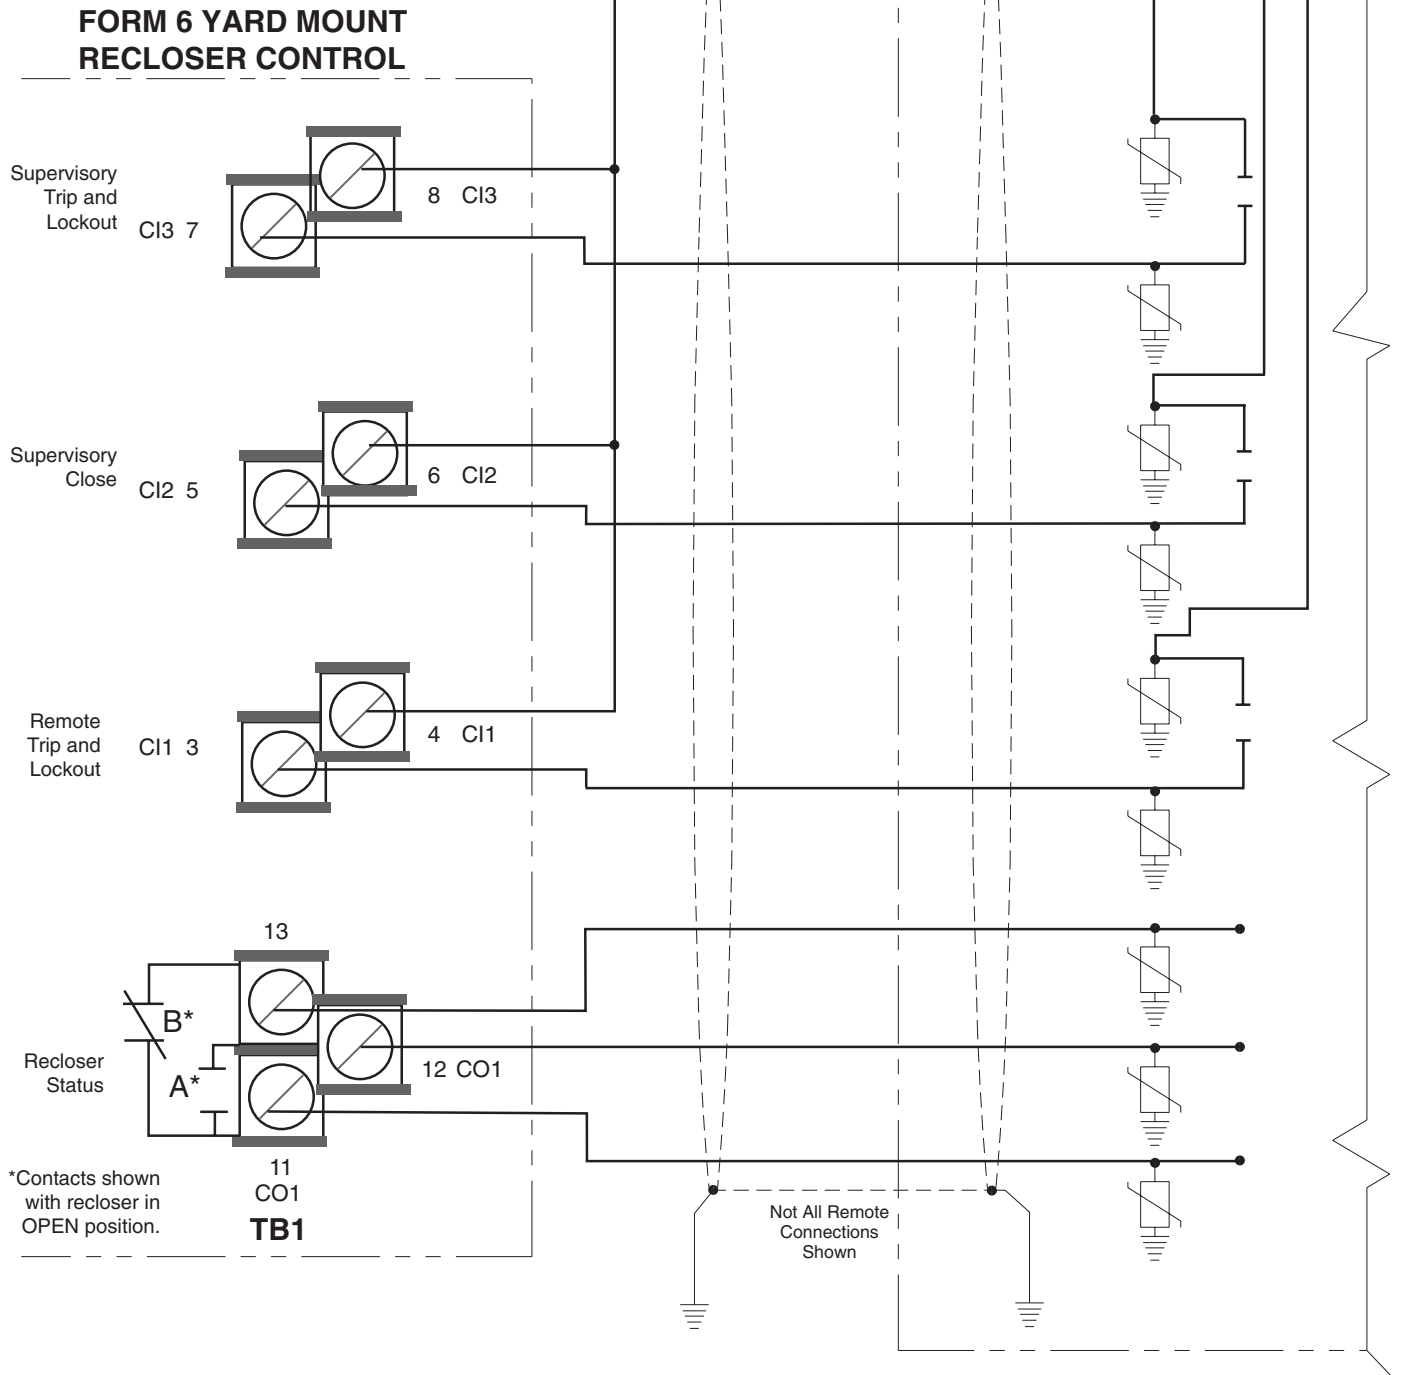 FORM 6 YARD MOUNT
RECLOSER CONTROL
Supervisory
Trip and
Lockout
CI3 7
8 CI3
Supervisory
Close
CI2 5
6 CI2
Remote
Trip and
Lockout
CI1 3
4 CI1
13
B*
Recloser
Status
A*
12 CO1
11
CO1
TB1
*Contacts shown
with recloser in
OPEN position.
Not All Remote
Connections
Shown